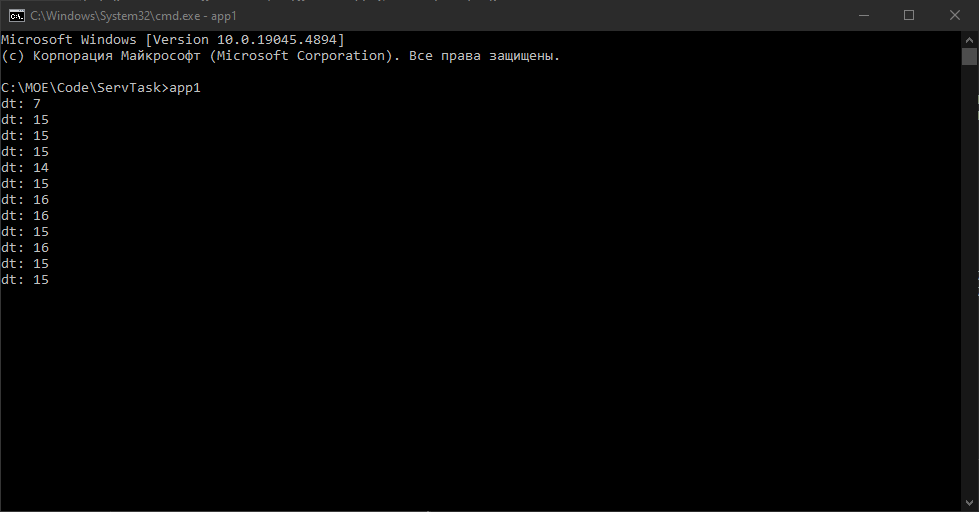 C:\Windows\System32\cmd.exe - app1
Microsoft Windows [Version 10.0.19045.4894]
(c) Корпорация Майкрософт (Microsoft Corporation). Все права защищены.
C:\MOE\Code\ServTask>app1
dt: 7
dt: 15
dt: 15
dt: 15
dt: 14
dt: 15
dt: 16
dt: 16
dt: 15
dt: 16
dt: 15
dt: 15